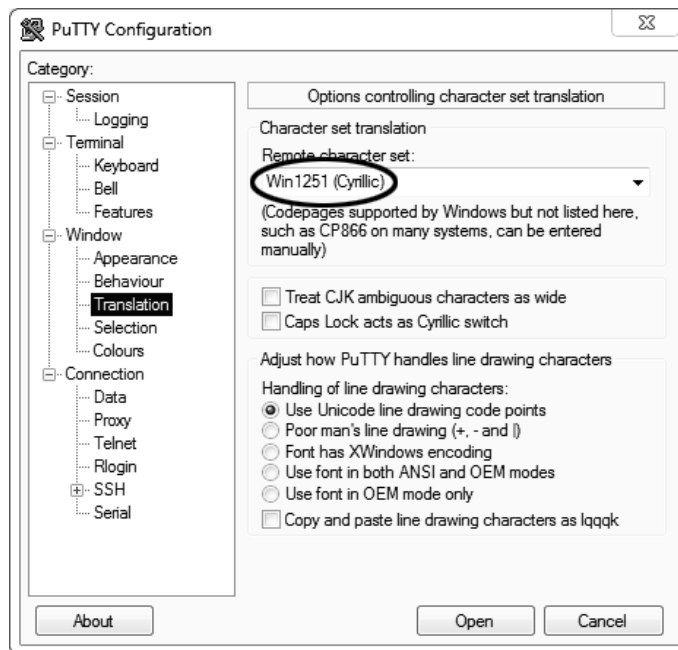 PuTTY Configuration
Category:
Session
Logging
Terminal
Keyboard
Bell
Features
Window
Appearance
Behaviour
Translation
Selection
Colours
Connection
Data
Proxy
Telnet
Rlogin
SSH
Serial
Options controlling character set translation
Character set translation
Remote character set:
Win1251 (Cyrillic)
(Codepages supported by Windows but not listed here,
such as CP866 on many systems, can be entered
manually)
Treat CJK ambiguous characters as wide
Caps Lock acts as Cyrillic switch
Adjust how PuTTY handles line drawing characters
Handling of line drawing characters:
Use Unicode line drawing code points
Poor man's line drawing (+, - and |)
Font has XWindows encoding
Use font in both ANSI and OEM modes
Use font in OEM mode only
Copy and paste line drawing characters as lqqqk
About
Open
Cancel